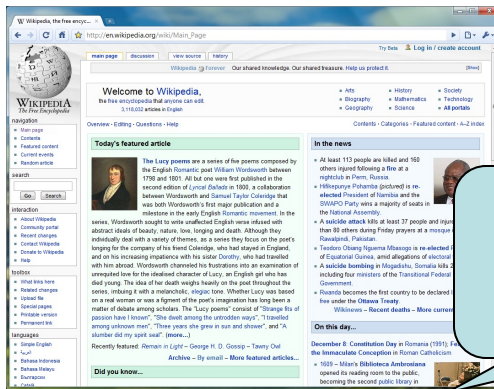 Wikipedia, the free encyc...
http://en.wikipedia.org/wiki/Main_Page
Try Beta Log in / create account
main page discussion view source history
Wikipedia Forever Our shared knowledge. Our shared treasure. Help us protect it. [Show]
WIKIPEDIA
The Free Encyclopedia
navigation
Main page
Contents
Featured content
Current events
Random article
search
Go Search
interaction
About Wikipedia
Community portal
Recent changes
Contact Wikipedia
Donate to Wikipedia
Help
toolbox
What links here
Related changes
Upload file
Special pages
Printable version
Permanent link
languages
Simple English
العربية
Bahasa Indonesia
Bahasa Melayu
Български
Català
Welcome to Wikipedia,
the free encyclopedia that anyone can edit.
3,118,032 articles in English
Arts
Biography
Geography
History
Mathematics
Science
Society
Technology
All portals
Overview · Editing · Questions · Help
Contents · Categories · Featured content · A–Z index
Today's featured article
The Lucy poems are a series of five poems composed by
the English Romantic poet William Wordsworth between
1798 and 1801. All but one were first published in the
second edition of Lyrical Ballads in 1800, a collaboration
between Wordsworth and Samuel Taylor Coleridge that
was both Wordsworth's first major publication and a
milestone in the early English Romantic movement. In the
series, Wordsworth sought to write unaffected English verse infused with
abstract ideals of beauty, nature, love, longing and death. Although they
individually deal with a variety of themes, as a series they focus on the poet's
longing for the company of his friend Coleridge, who had stayed in England,
and on his increasing impatience with his sister Dorothy, who had travelled
with him abroad. Wordsworth channeled his frustrations into an examination of
unrequited love for the idealised character of Lucy, an English girl who has
died young. The idea of her death weighs heavily on the poet throughout the
series, imbuing it with a melancholic, elegiac tone. Whether Lucy was based
on a real woman or was a figment of the poet's imagination has long been a
matter of debate among scholars. The "Lucy poems" consist of "Strange fits of
passion have I known", "She dwelt among the untrodden ways", "I travelled
among unknown men", "Three years she grew in sun and shower", and "A
slumber did my spirit seal". (more...)
Recently featured: Remain in Light – George H. D. Gossip – Tawny Owl
Archive – By email – More featured articles...
Did you know...
In the news
At least 113 people are killed and 160
others injured following a fire at a
nightclub in Perm, Russia.
Hifikepunye Pohamba (pictured) is re-
elected President of Namibia and the
SWAPO Party wins a majority of seats in
the National Assembly.
A suicide attack kills at least 37 people and injures
than 80 others during Friday prayers at a mosque
Rawalpindi, Pakistan.
Teodoro Obiang Nguema Mbasogo is re-elected
of Equatorial Guinea, amid allegations of electoral
A suicide bombing in Mogadishu, Somalia kills
including four ministers of the Transitional Federal
Government.
Rwanda becomes the first country to be declared
free under the Ottawa Treaty.
Wikinews – Recent deaths – More current
On this day...
December 8: Constitution Day in Romania (1991);
the Immaculate Conception in Roman Catholicism
1609 – Milan's Biblioteca Ambrosiana
opened its reading room to the public,
becoming the second public library in